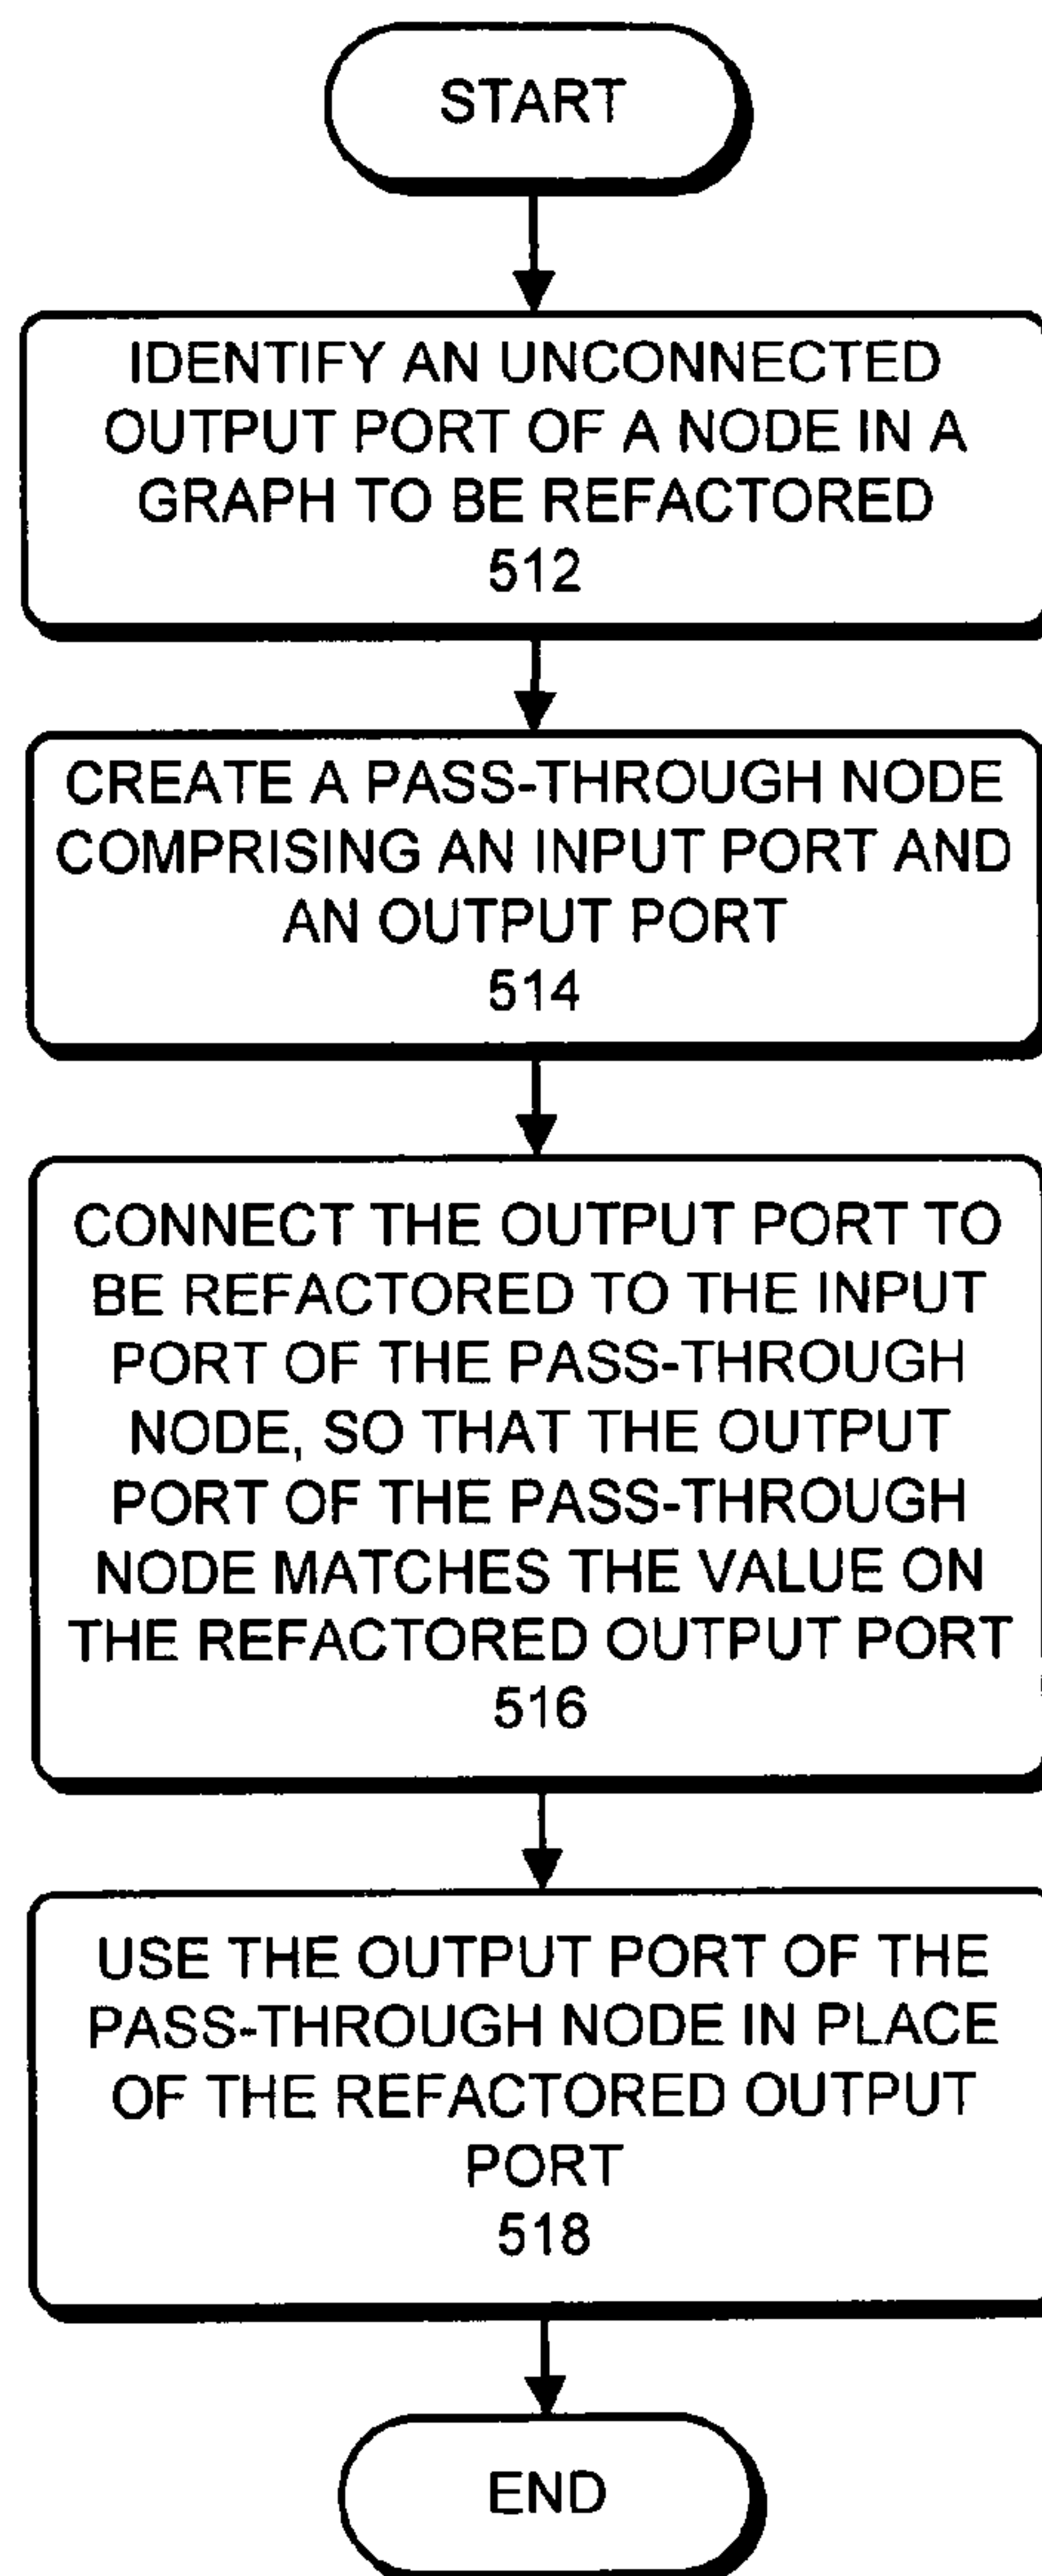 START
IDENTIFY AN UNCONNECTED
OUTPUT PORT OF A NODE IN A
GRAPH TO BE REFACTORED
512
CREATE A PASS-THROUGH NODE
COMPRISING AN INPUT PORT AND
AN OUTPUT PORT
514
CONNECT THE OUTPUT PORT TO
BE REFACTORED TO THE INPUT
PORT OF THE PASS-THROUGH
NODE, SO THAT THE OUTPUT
PORT OF THE PASS-THROUGH
NODE MATCHES THE VALUE ON
THE REFACTORED OUTPUT PORT
516
USE THE OUTPUT PORT OF THE
PASS-THROUGH NODE IN PLACE
OF THE REFACTORED OUTPUT
PORT
518
END